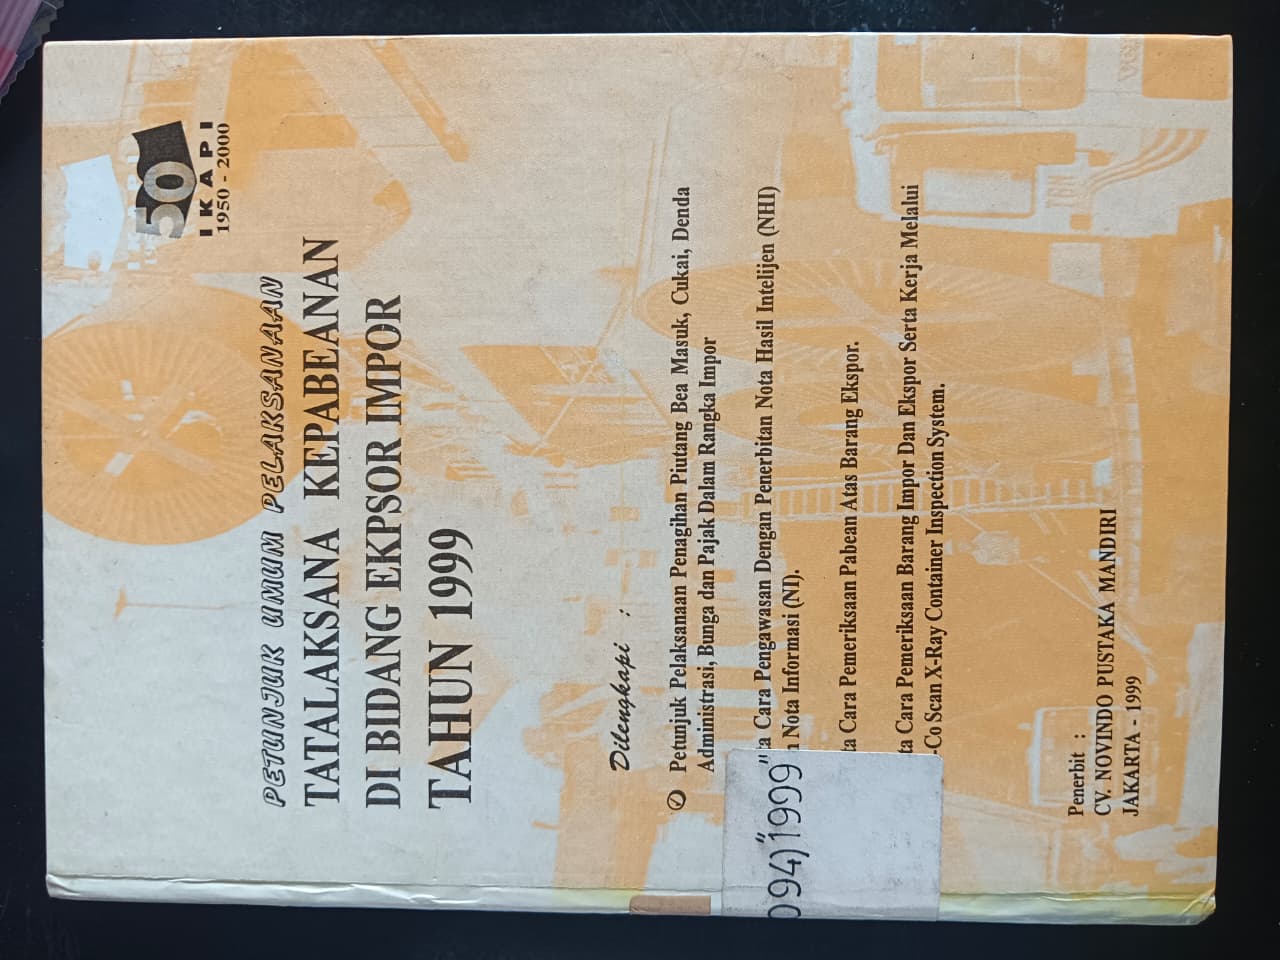 50
IKAPI
1950 - 2000
PETUNJUK UMUM PELAKSANAAN
TATALAKSANA KEPABEANAN
DI BIDANG EKPSOR IMPOR
TAHUN 1999
Dilengkapi :
Petunjuk Pelaksanaan Penagihan Piutang Bea Masuk, Cukai, Denda
Administrasi, Bunga dan Pajak Dalam Rangka Impor
ta Cara Pengawasan Dengan Penerbitan Nota Hasil Intelijen (NHI)
n Nota Informasi (NI).
ta Cara Pemeriksaan Pabean Atas Barang Ekspor.
ta Cara Pemeriksaan Barang Impor Dan Ekspor Serta Kerja Melalui
-Co Scan X-Ray Container Inspection System.
094)"1999"
Penerbit :
CV. NOVINDO PUSTAKA MANDIRI
JAKARTA - 1999